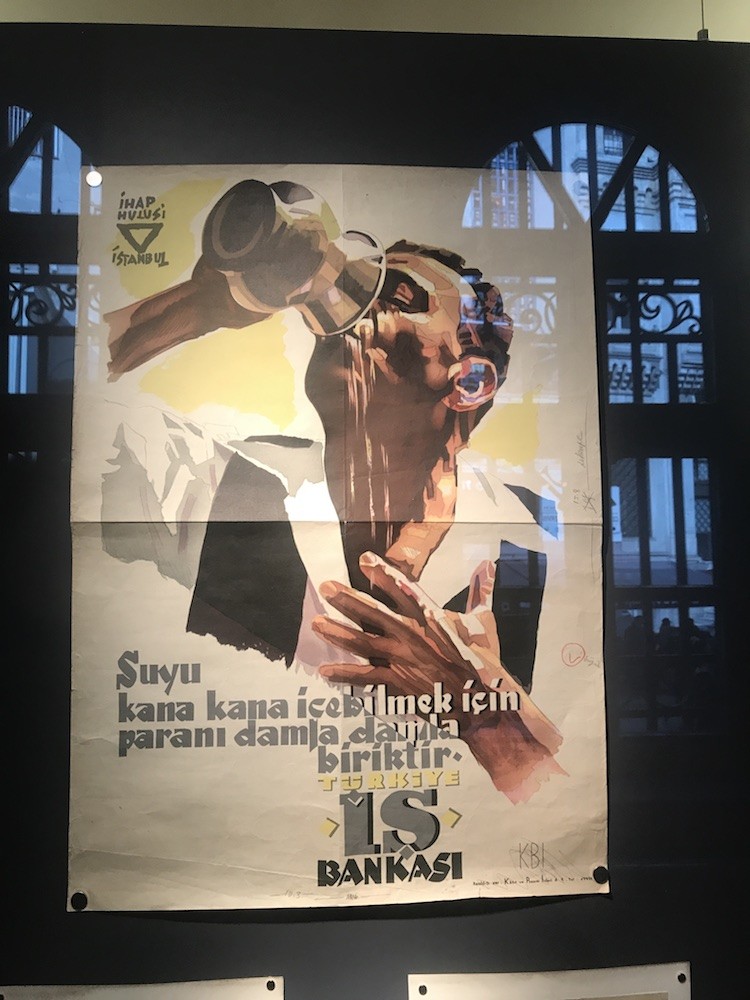 İHAP
HULUSİ
İSTANBUL
Suyu
kana kana içebilmek için
paranı damla damla
biriktir.
TÜRKİYE
İŞ
BANKASI
KBI